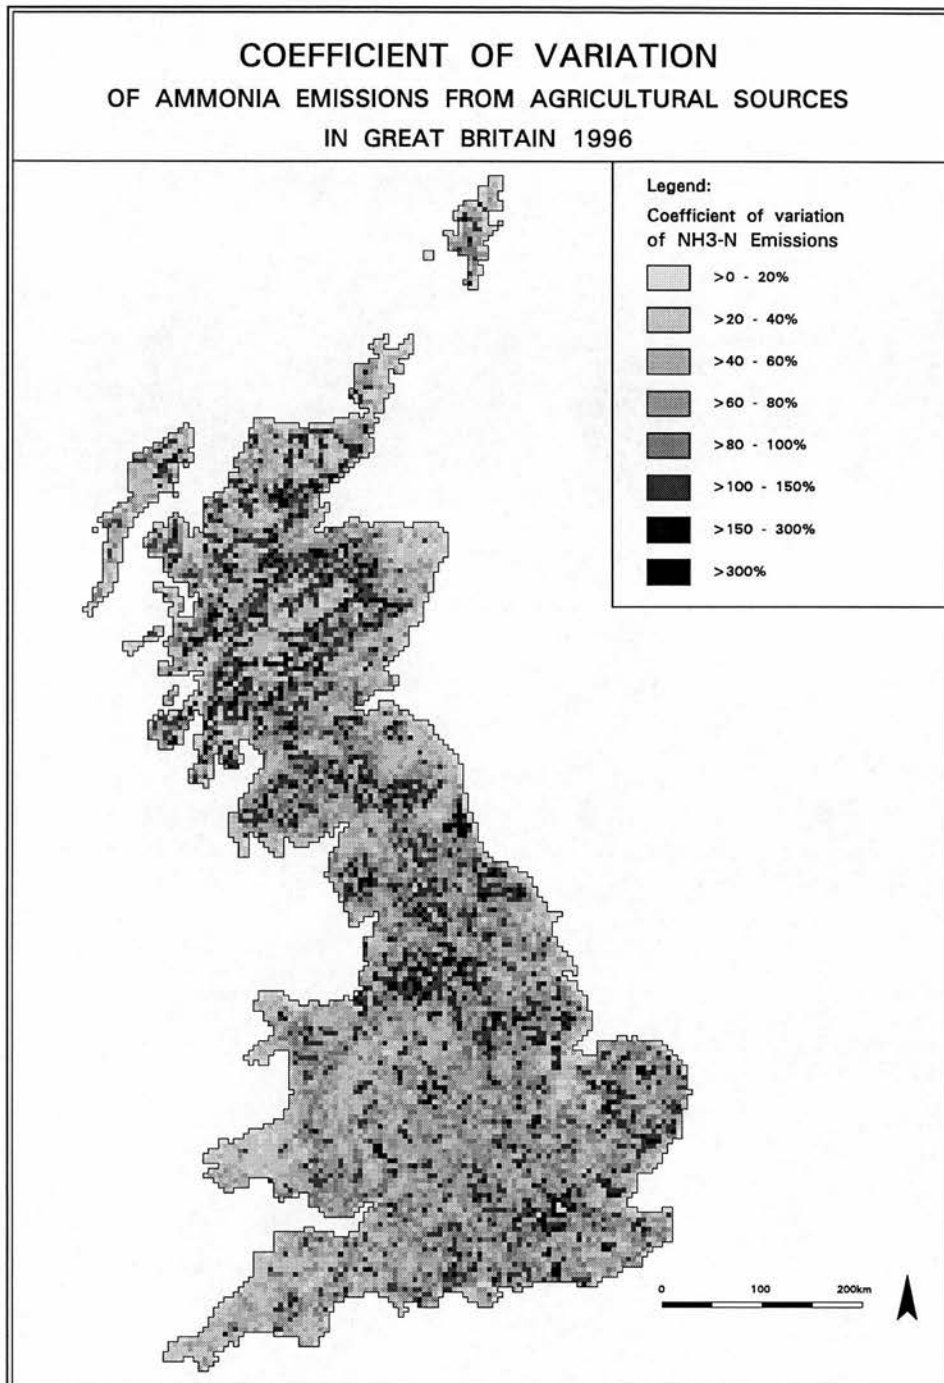 COEFFICIENT OF VARIATION
OF AMMONIA EMISSIONS FROM AGRICULTURAL SOURCES
IN GREAT BRITAIN 1996
Legend:
Coefficient of variation
of NH3-N Emissions
>0 - 20%
>20 - 40%
>40 - 60%
>60 - 80%
>80 - 100%
>100 - 150%
>150 - 300%
>300%
0 100 200km